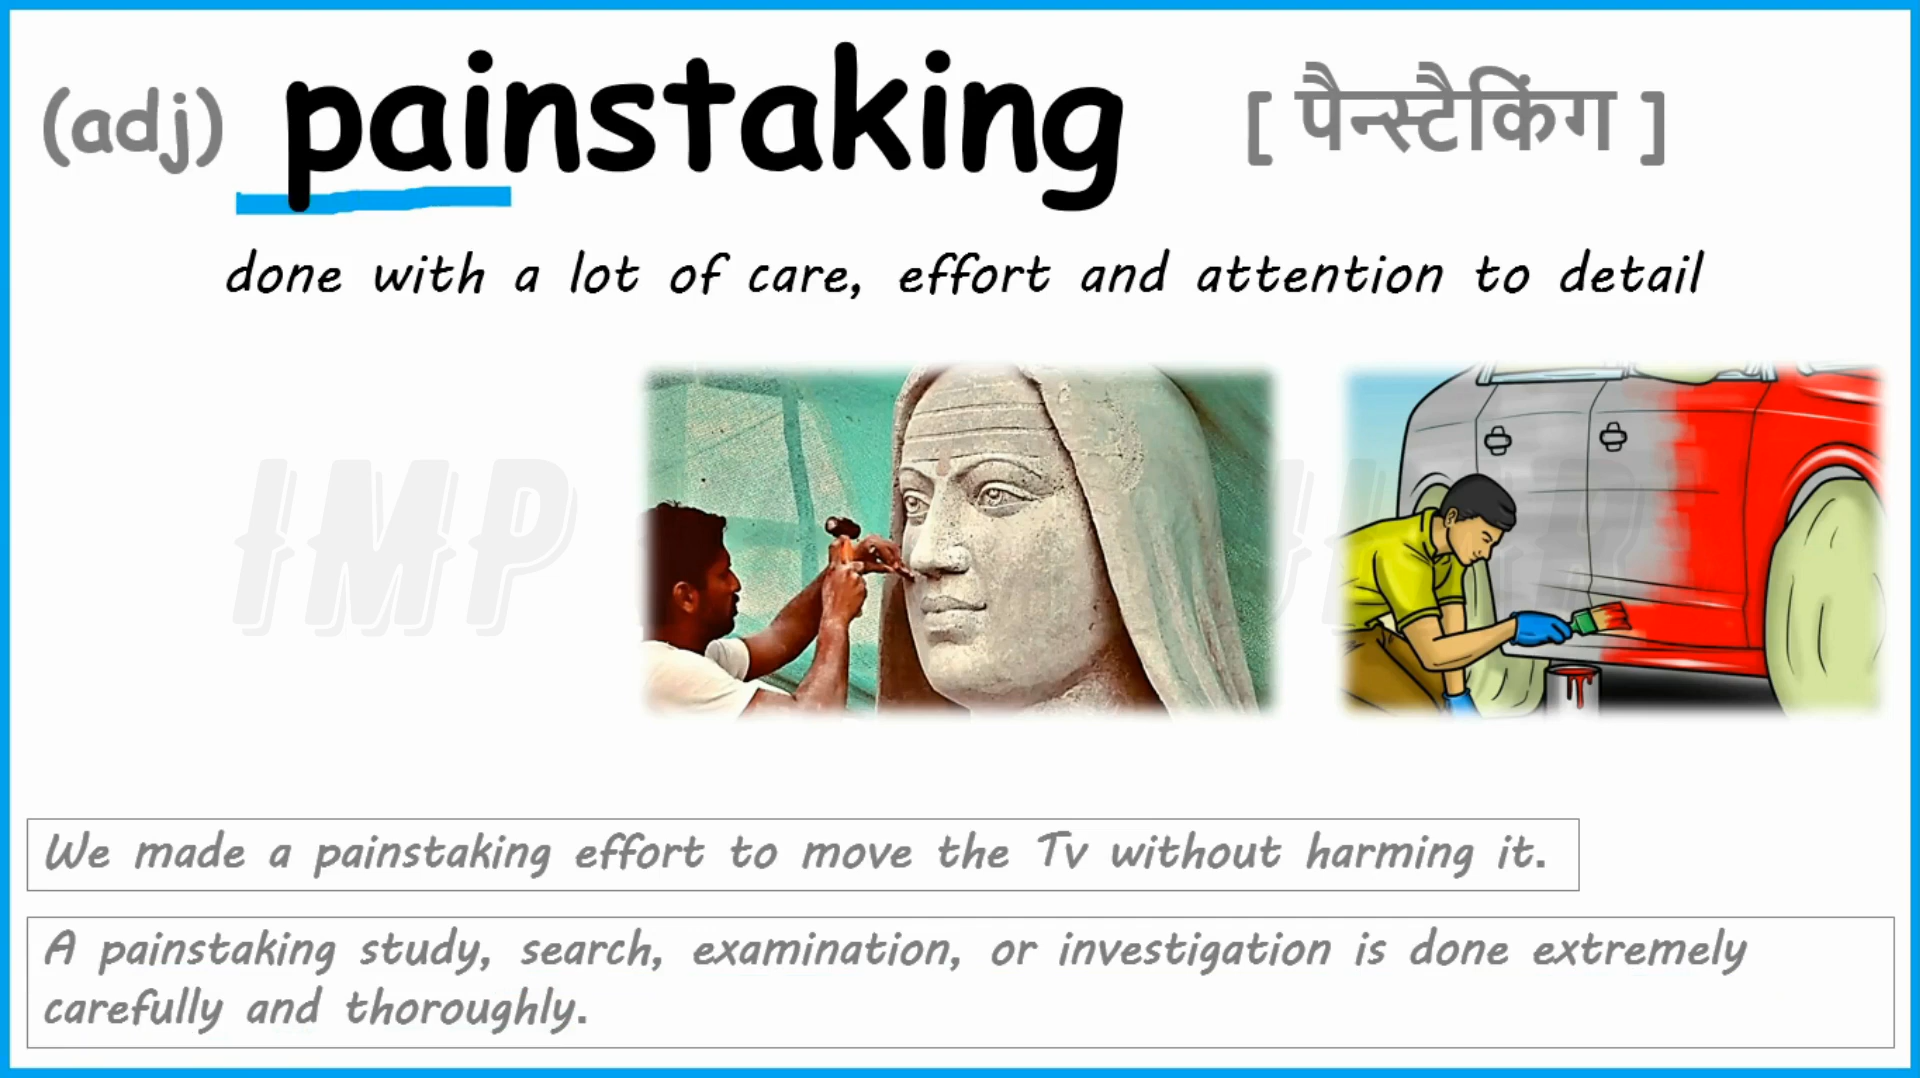 (adj) painstaking [ पैन्स्टैकिंग ]
done with a lot of care, effort and attention to detail
We made a painstaking effort to move the Tv without harming it.
A painstaking study, search, examination, or investigation is done extremely
carefully and thoroughly.
IMP